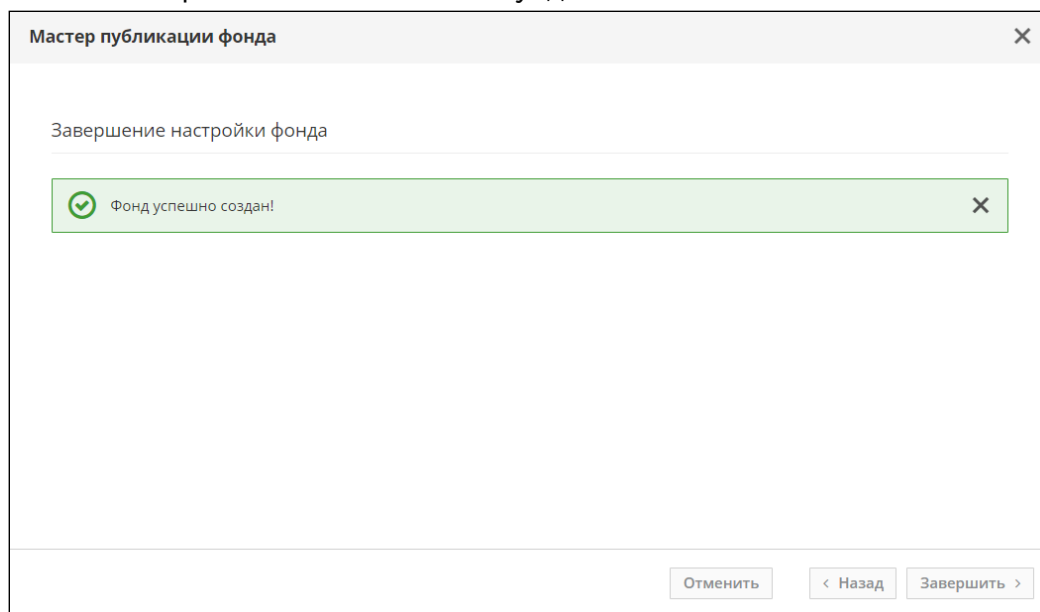 Мастер публикации фонда
Завершение настройки фонда
Фонд успешно создан!
Отменить
Назад
Завершить